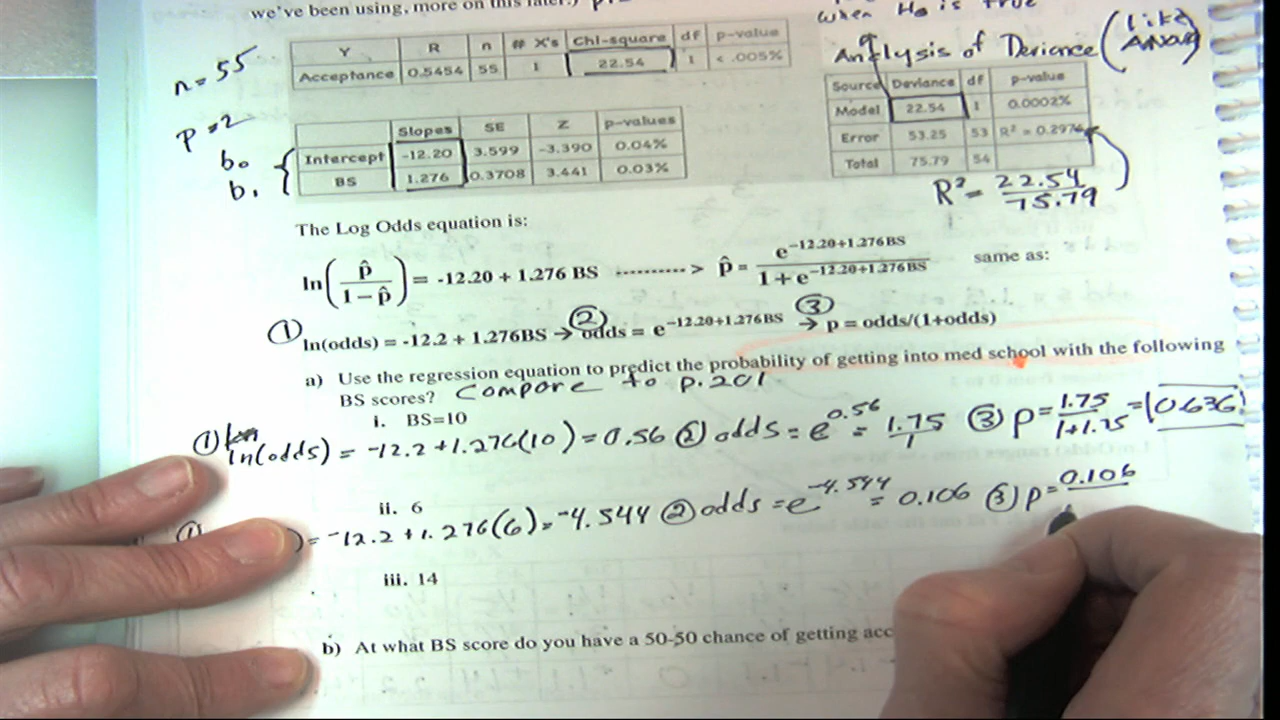 we've been using, more on this later.)
when Ho is true
n = 55
Y R n # X's Chi-square df p-value
Acceptance 0.5454 55 1 22.54 1 < .005%
Analysis of Deviance (like ANOVA)
Source Deviance df p-value
Model 22.54 1 0.0002%
Error 53.25 53 R² = 0.2974
Total 75.79 54
R² = 22.54 / 75.79
p = 2
b₀
b₁
Slopes SE Z p-values
Intercept -12.20 3.599 -3.390 0.04%
BS 1.276 0.3708 3.441 0.03%
The Log Odds equation is:
ln(p̂/(1−p̂)) = -12.20 + 1.276 BS ----------> p̂ = e^(-12.20+1.276BS) / (1+e^(-12.20+1.276BS)) same as:
① ln(odds) = -12.2 + 1.276BS → ② odds = e^(-12.20+1.276BS) ③ → p = odds/(1+odds)
a) Use the regression equation to predict the probability of getting into med school with the following
BS scores? Compare to p.201
i. BS=10
① ln(odds) = -12.2 + 1.276(10) = 0.56 ② odds = e^0.56 = 1.75/1 ③ p = 1.75/(1+1.75) = 0.636
ii. 6
① ) = -12.2 + 1.276(6) = -4.544 ② odds = e^-4.544 = 0.106 ③ p = 0.106
iii. 14
b) At what BS score do you have a 50-50 chance of getting acc